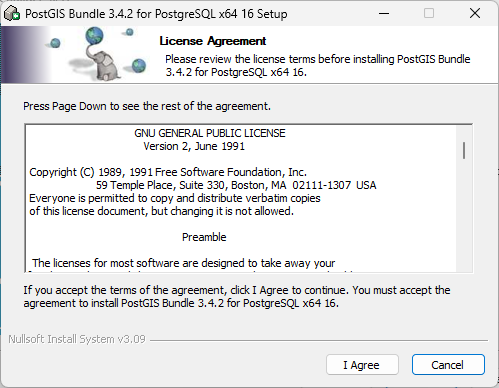 PostGIS Bundle 3.4.2 for PostgreSQL x64 16 Setup
License Agreement
Please review the license terms before installing PostGIS Bundle
3.4.2 for PostgreSQL x64 16.
Press Page Down to see the rest of the agreement.
GNU GENERAL PUBLIC LICENSE
Version 2, June 1991
Copyright (C) 1989, 1991 Free Software Foundation, Inc.
59 Temple Place, Suite 330, Boston, MA 02111-1307 USA
Everyone is permitted to copy and distribute verbatim copies
of this license document, but changing it is not allowed.
Preamble
The licenses for most software are designed to take away your
If you accept the terms of the agreement, click I Agree to continue. You must accept the
agreement to install PostGIS Bundle 3.4.2 for PostgreSQL x64 16.
Nullsoft Install System v3.09
I Agree
Cancel